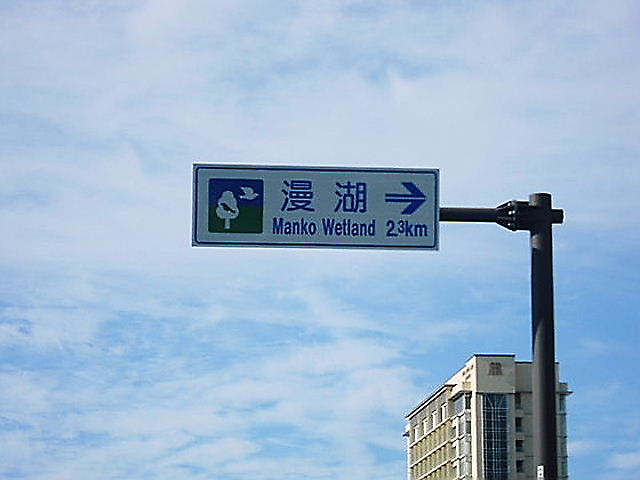 漫湖 →
Manko Wetland 2.3km